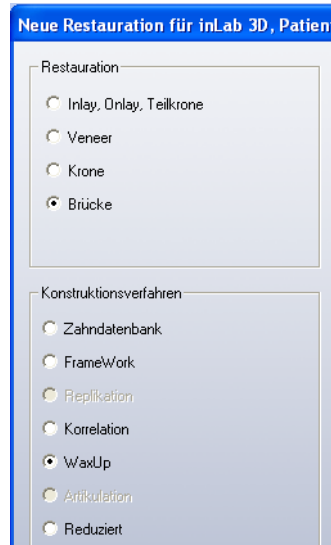 Neue Restauration für inLab 3D, Patien
Restauration
Inlay, Onlay, Teilkrone
Veneer
Krone
Brücke
Konstruktionsverfahren
Zahndatenbank
FrameWork
Replikation
Korrelation
WaxUp
Artikulation
Reduziert